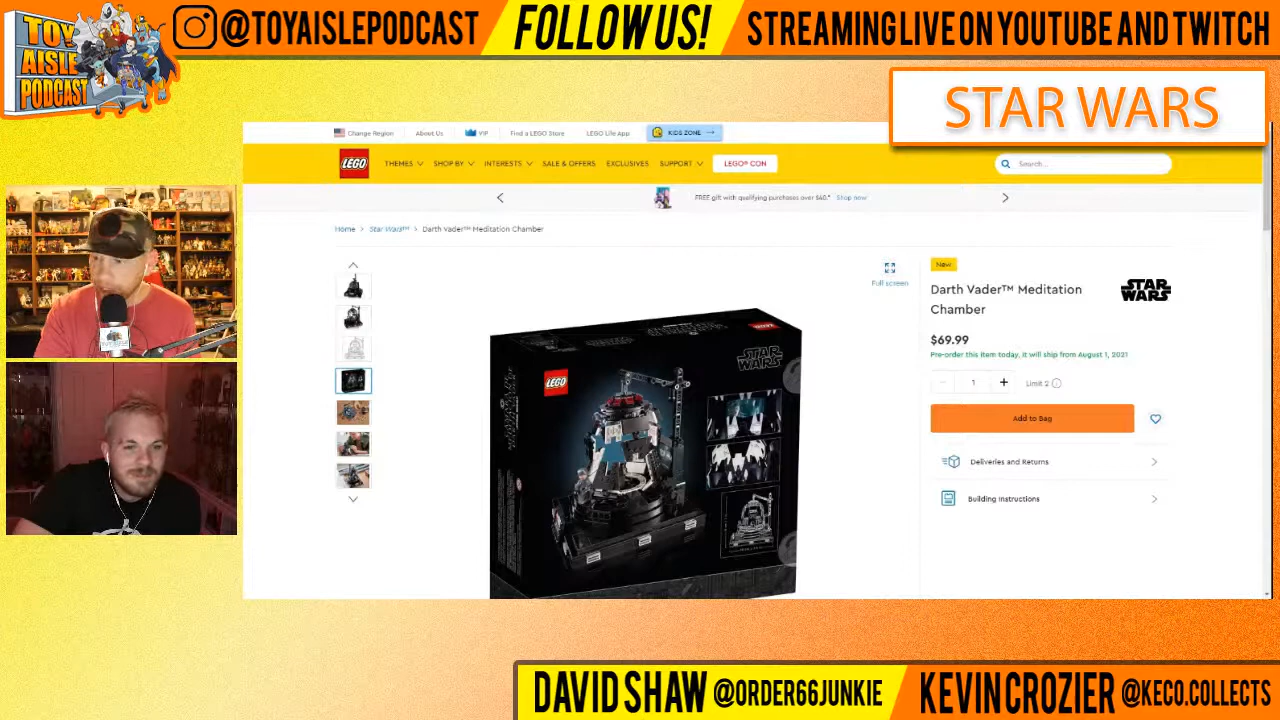 TOY
AISLE
PODCAST
@TOYAISLEPODCAST
FOLLOW US!
STREAMING LIVE ON YOUTUBE AND TWITCH
STAR WARS
Change Region
About Us
VIP
Find a LEGO Store
LEGO Life App
KIDS ZONE
LEGO
THEMES
SHOP BY
INTERESTS
SALE & OFFERS
EXCLUSIVES
SUPPORT
LEGO® CON
Search...
FREE gift with qualifying purchases over $40.* Shop now
Home > Star Wars™ > Darth Vader™ Meditation Chamber
Full screen
New
Darth Vader™ Meditation
Chamber
STAR
WARS
$69.99
Pre-order this item today, it will ship from August 1, 2021
1
Limit 2
Add to Bag
Deliveries and Returns
Building Instructions
LEGO
STAR
WARS
LEGO
DAVID SHAW @ORDER66JUNKIE
KEVIN CROZIER @KECO.COLLECTS